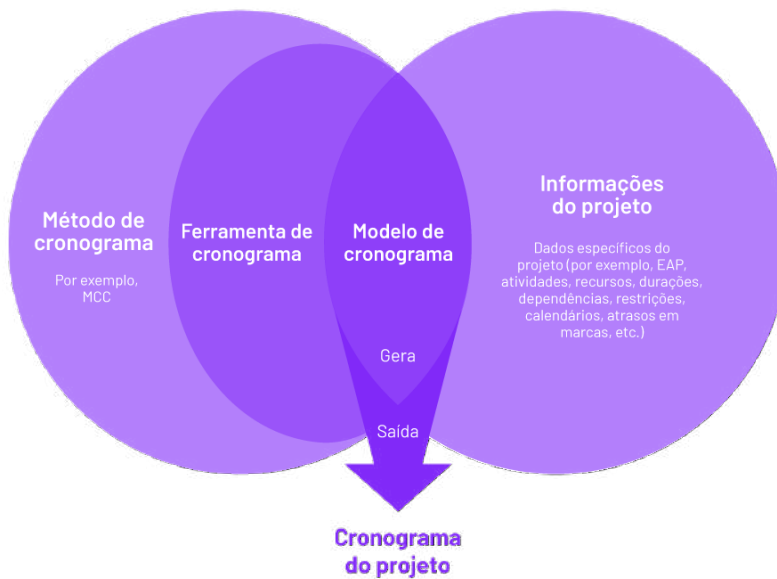 Método de
cronograma
Por exemplo,
MCC
Ferramenta de
cronograma
Modelo de
cronograma
Informações
do projeto
Dados específicos do
projeto (por exemplo, EAP,
atividades, recursos, durações,
dependências, restrições,
calendários, atrasos em
marcas, etc.)
Gera
Saída
Cronograma
do projeto